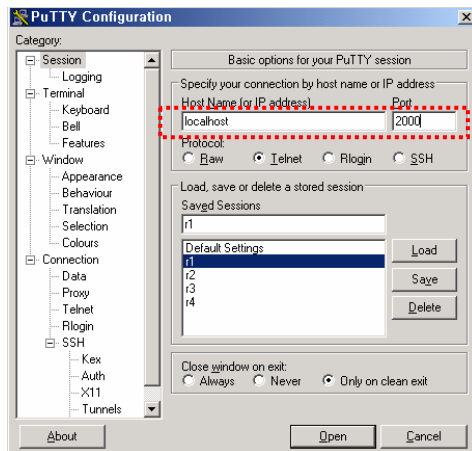 PuTTY Configuration
Category:
Session
Logging
Terminal
Keyboard
Bell
Features
Window
Appearance
Behaviour
Translation
Selection
Colours
Connection
Data
Proxy
Telnet
Rlogin
SSH
Kex
Auth
X11
Tunnels
Basic options for your PuTTY session
Specify your connection by host name or IP address
Host Name (or IP address) Port
localhost 2000
Protocol:
Raw Telnet Rlogin SSH
Load, save or delete a stored session
Saved Sessions
r1
Default Settings
r1
r2
r3
r4
Load
Save
Delete
Close window on exit:
Always Never Only on clean exit
About Open Cancel